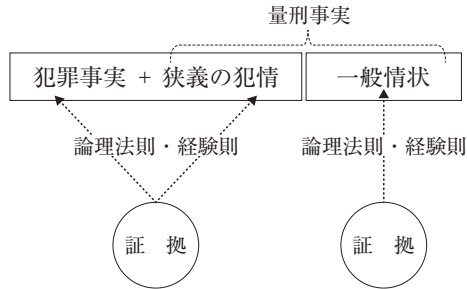 量刑事実
犯罪事実 + 狭義の犯情 一般情状
論理法則・経験則 論理法則・経験則
証 拠 証 拠